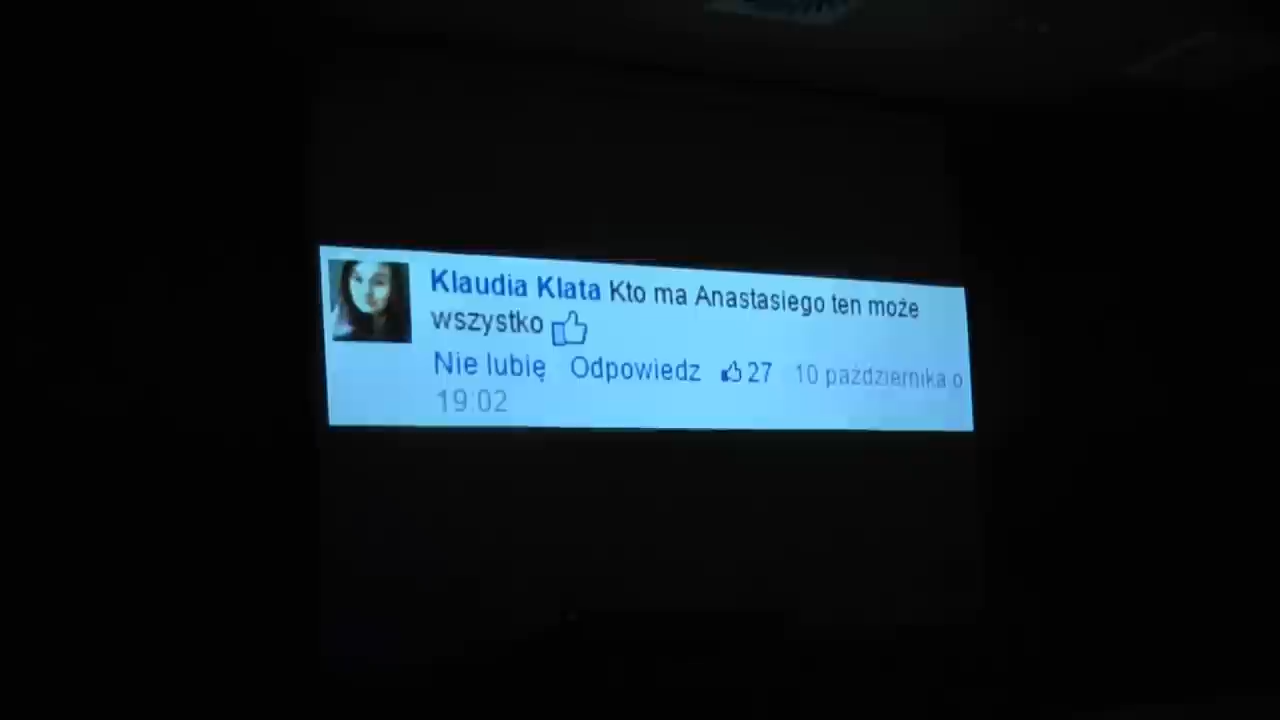 Klaudia Klata Kto ma Anastasiego ten może
wszystko
Nie lubię Odpowiedz 27 10 października o
19:02